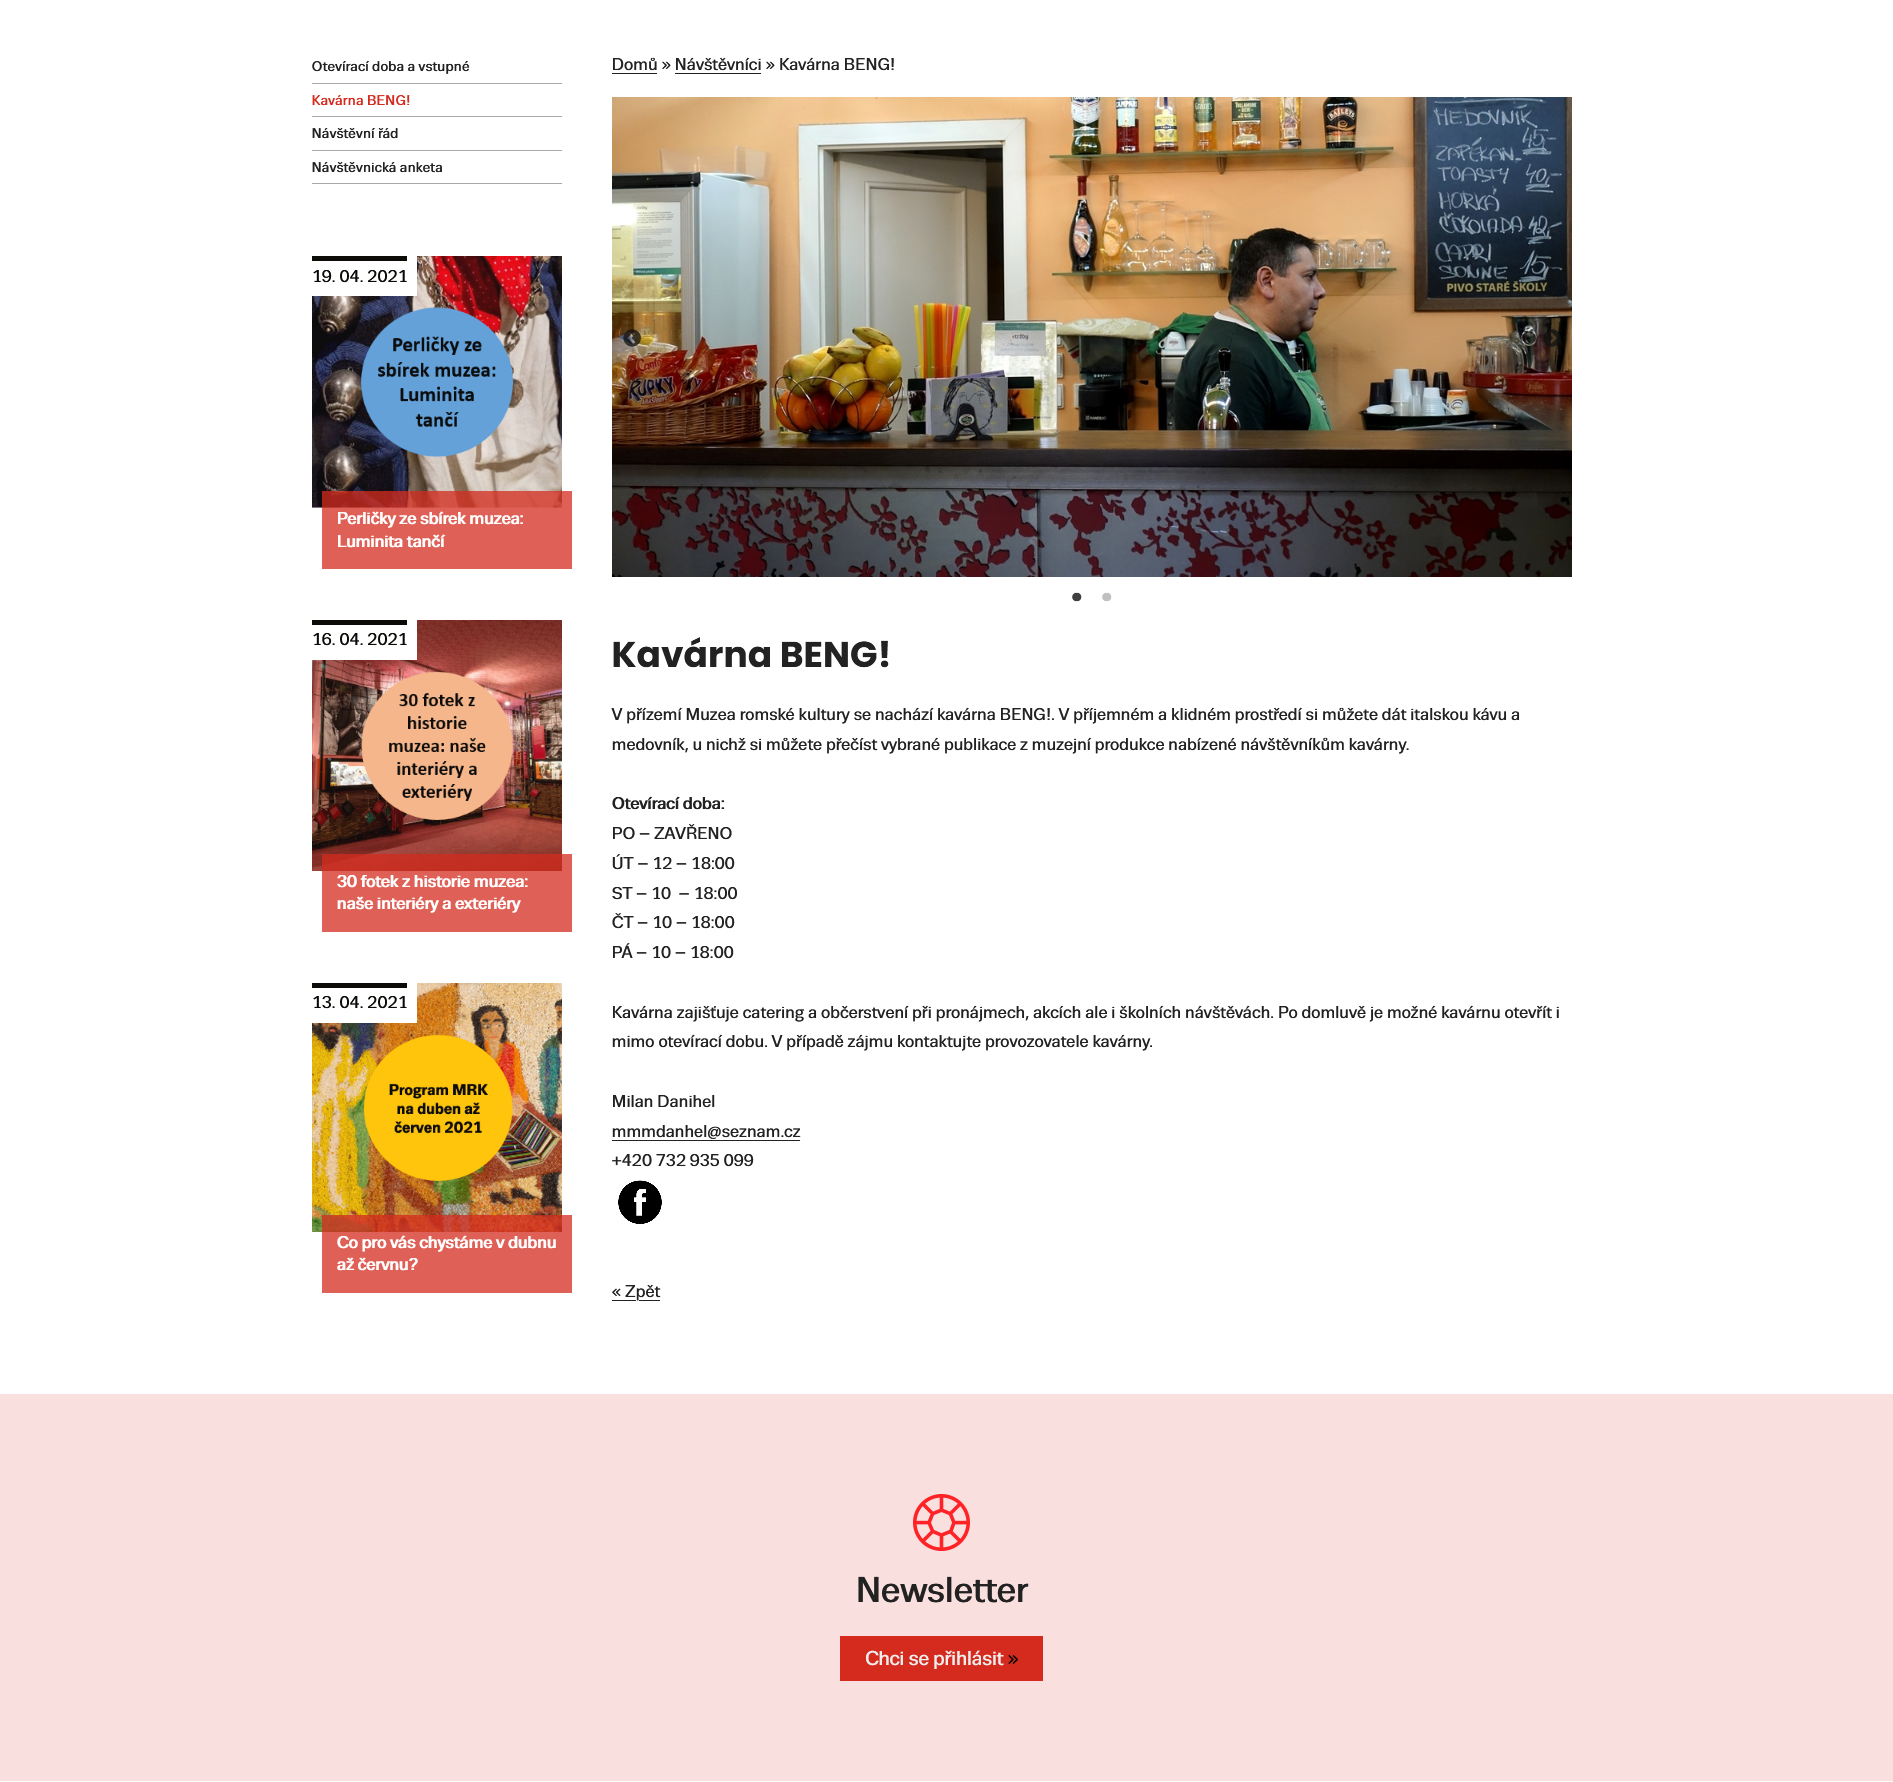 Otevírací doba a vstupné
Kavárna BENG!
Návštěvní řád
Návštěvnická anketa
19. 04. 2021
Perličky ze
sbírek muzea:
Luminita
tančí
Perličky ze sbírek muzea:
Luminita tančí
16. 04. 2021
30 fotek z
historie
muzea: naše
interiéry a
exteriéry
30 fotek z historie muzea:
naše interiéry a exteriéry
13. 04. 2021
Program MRK
na duben až
červen 2021
Co pro vás chystáme v dubnu
až červnu?
Domů » Návštěvníci » Kavárna BENG!
MEDOVNÍK
45,-
ZAPÉKAN-
TOASTY 40,-
HORKÁ
ČOKOLÁDA 42,-
CAPRI
SONNE 15,-
PIVO STARÉ ŠKOLY
KŘUPKY
Kavárna BENG!
V přízemí Muzea romské kultury se nachází kavárna BENG!. V příjemném a klidném prostředí si můžete dát italskou kávu a
medovník, u nichž si můžete přečíst vybrané publikace z muzejní produkce nabízené návštěvníkům kavárny.
Otevírací doba:
PO – ZAVŘENO
ÚT – 12 – 18:00
ST – 10  – 18:00
ČT – 10 – 18:00
PÁ – 10 – 18:00
Kavárna zajišťuje catering a občerstvení při pronájmech, akcích ale i školních návštěvách. Po domluvě je možné kavárnu otevřít i
mimo otevírací dobu. V případě zájmu kontaktujte provozovatele kavárny.
Milan Danihel
mmmdanhel@seznam.cz
+420 732 935 099
« Zpět
Newsletter
Chci se přihlásit »